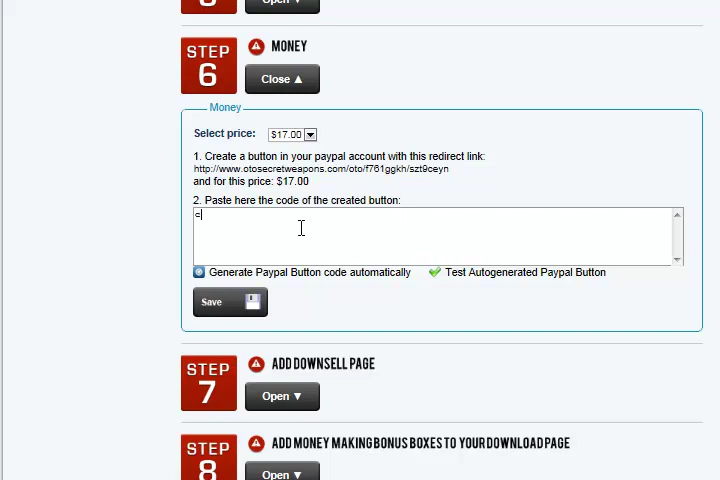 Open ▼
STEP
6
MONEY
Close ▲
Money
Select price: $17.00
1. Create a button in your paypal account with this redirect link:
http://www.otosecretweapons.com/oto/f761ggkh/szt9ceyn
and for this price: $17.00
2. Paste here the code of the created button:
c
Generate Paypal Button code automatically
Test Autogenerated Paypal Button
Save
STEP
7
ADD DOWNSELL PAGE
Open ▼
STEP
8
ADD MONEY MAKING BONUS BOXES TO YOUR DOWNLOAD PAGE
Open ▼